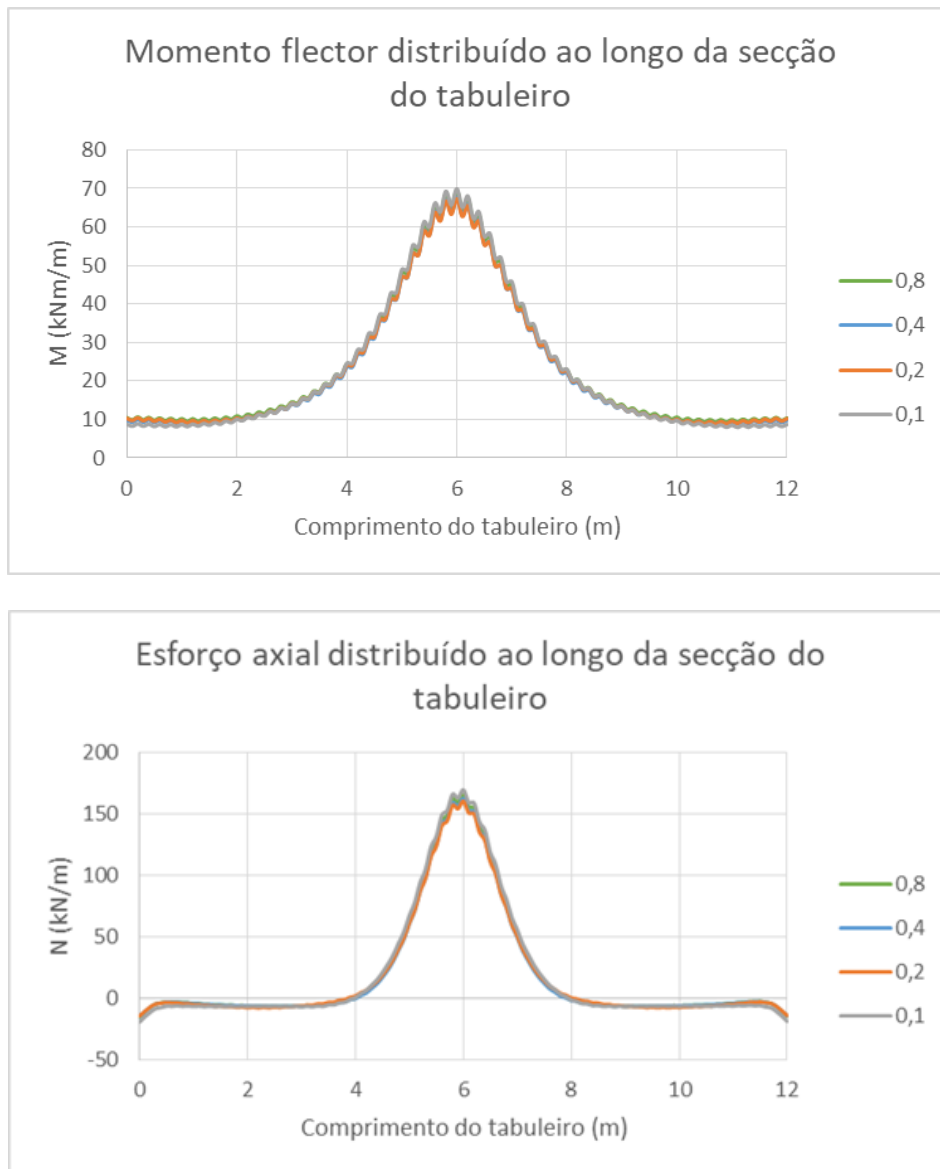 Momento flector distribuído ao longo da secção
do tabuleiro
80
70
60
50
40
30
20
10
0
M (kNm/m)
0 2 4 6 8 10 12
Comprimento do tabuleiro (m)
0,8
0,4
0,2
0,1
Esforço axial distribuído ao longo da secção do
tabuleiro
200
150
100
50
0
-50
N (kN/m)
0 2 4 6 8 10 12
Comprimento do tabuleiro (m)
0,8
0,4
0,2
0,1